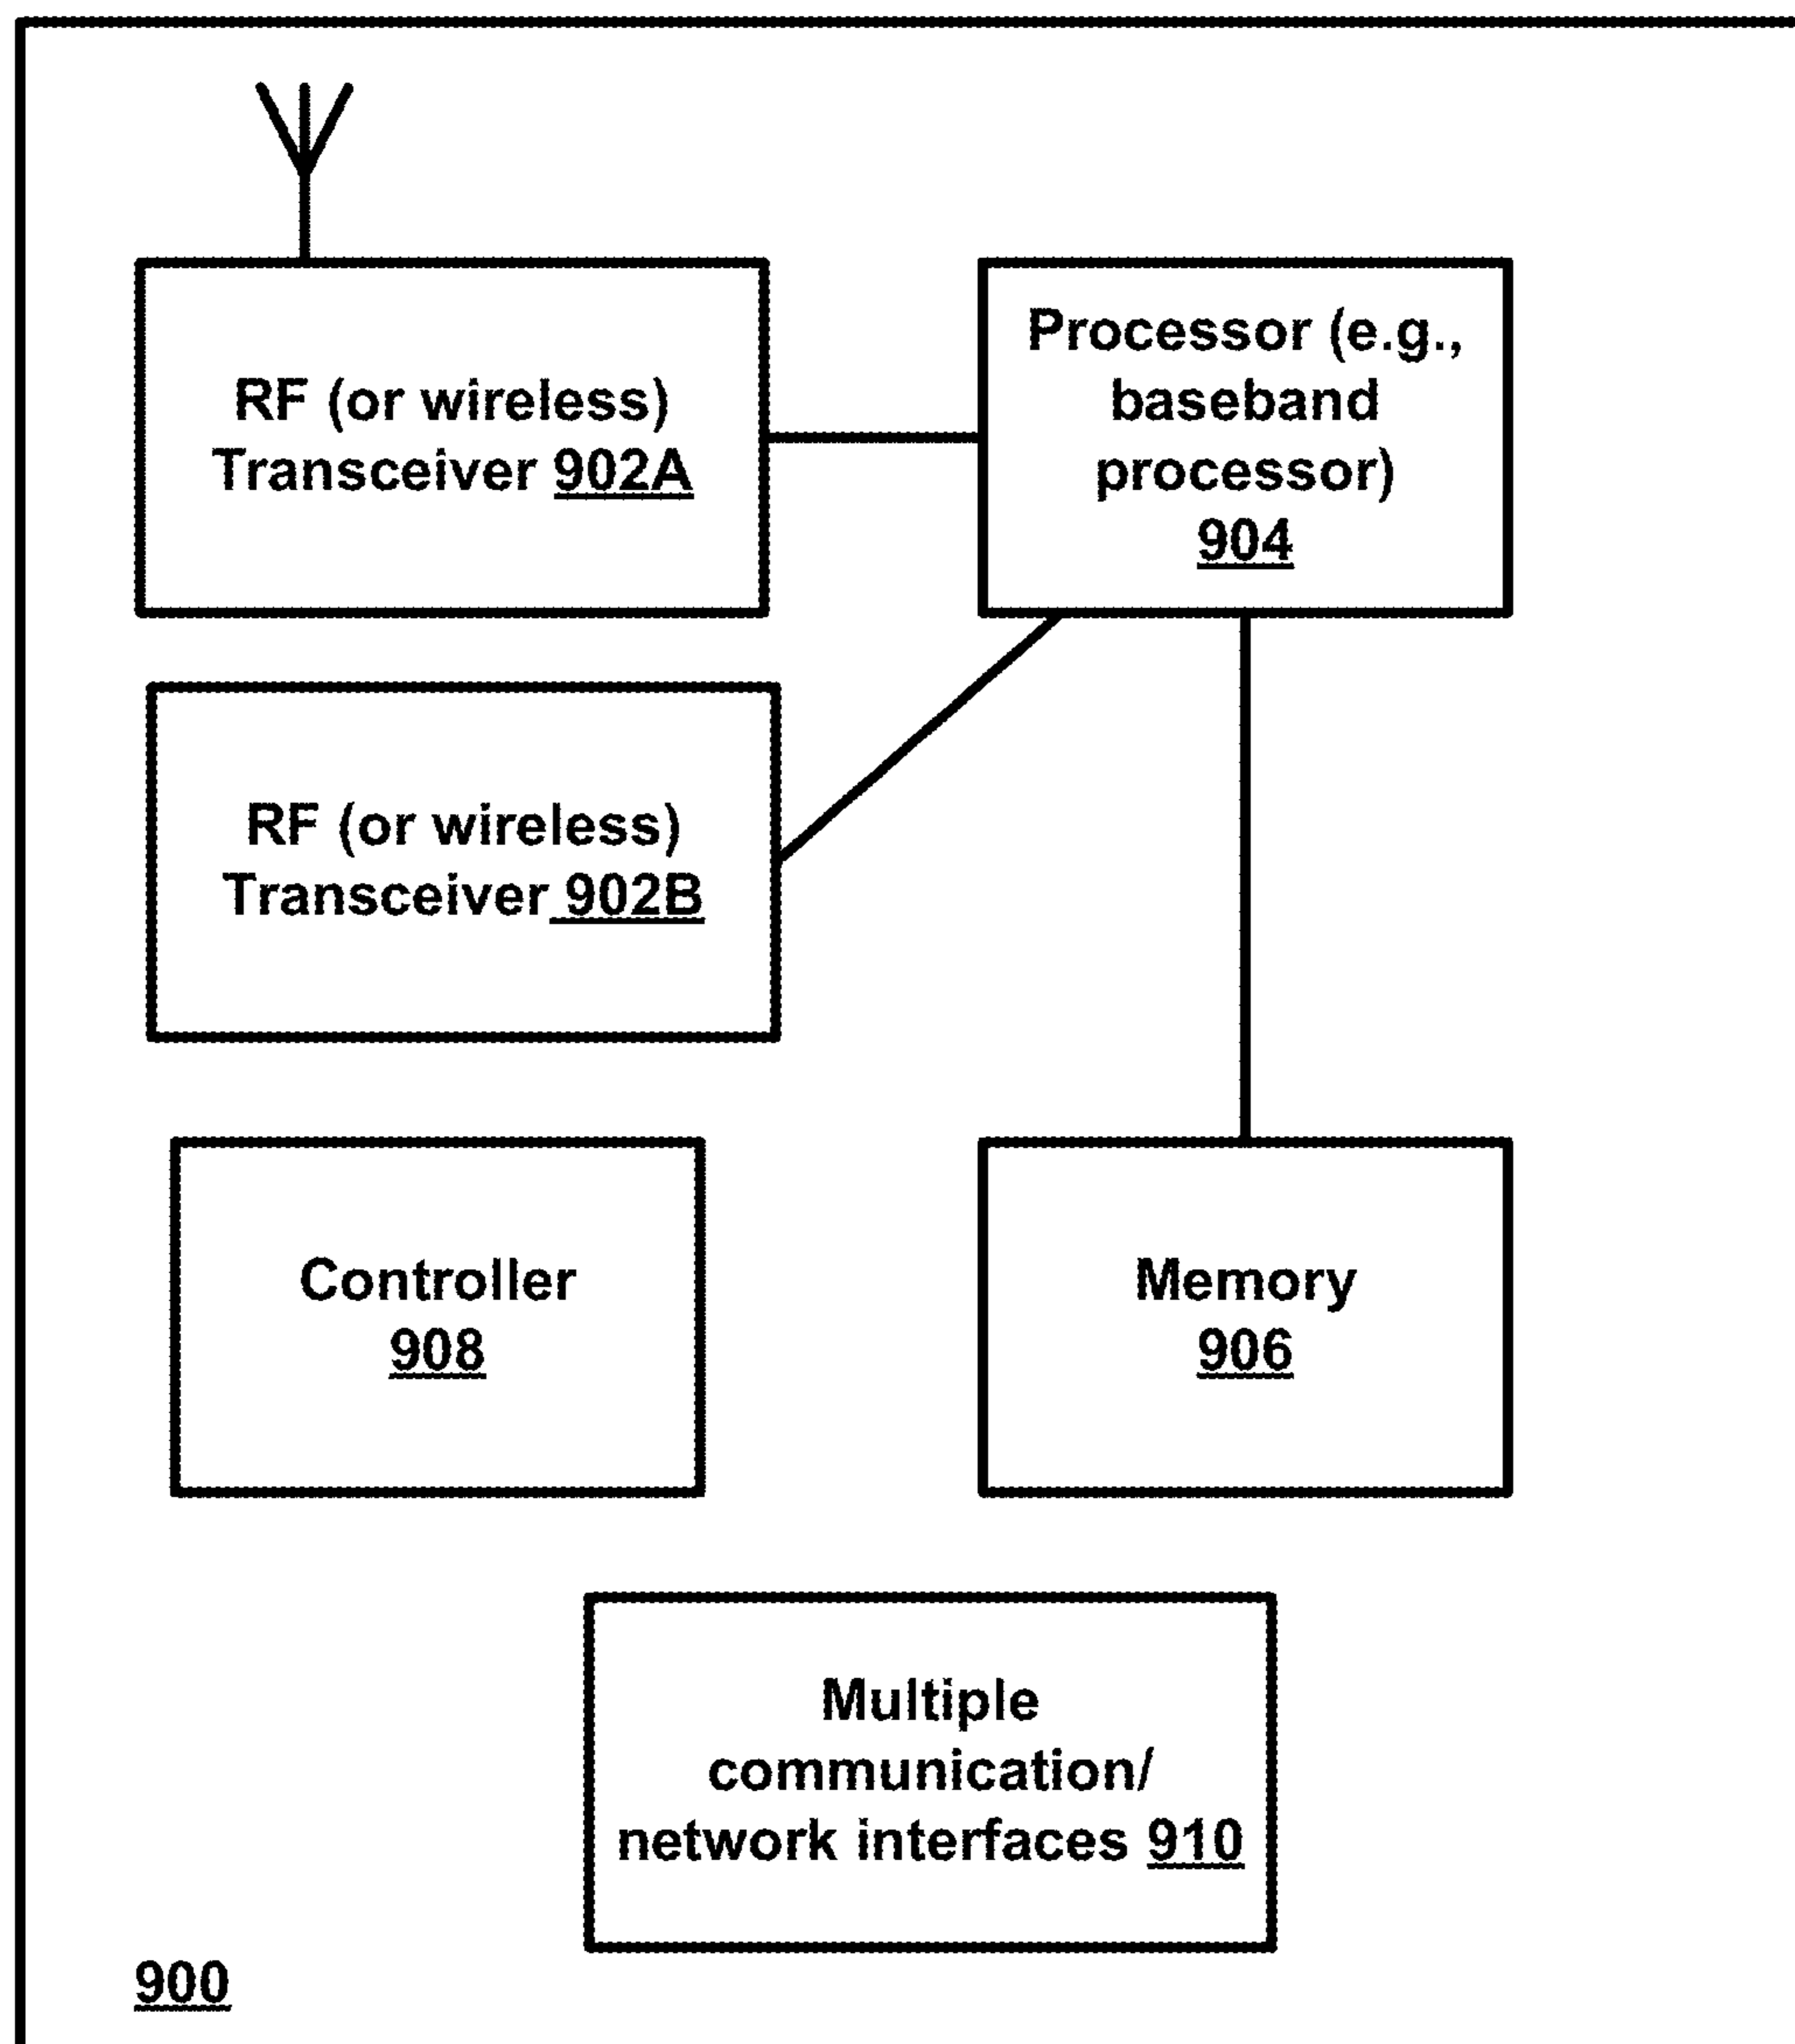 RF (or wireless)
Transceiver 902A
Processor (e.g.,
baseband
processor)
904
RF (or wireless)
Transceiver 902B
Controller
908
Memory
906
Multiple
communication/
network interfaces 910
900